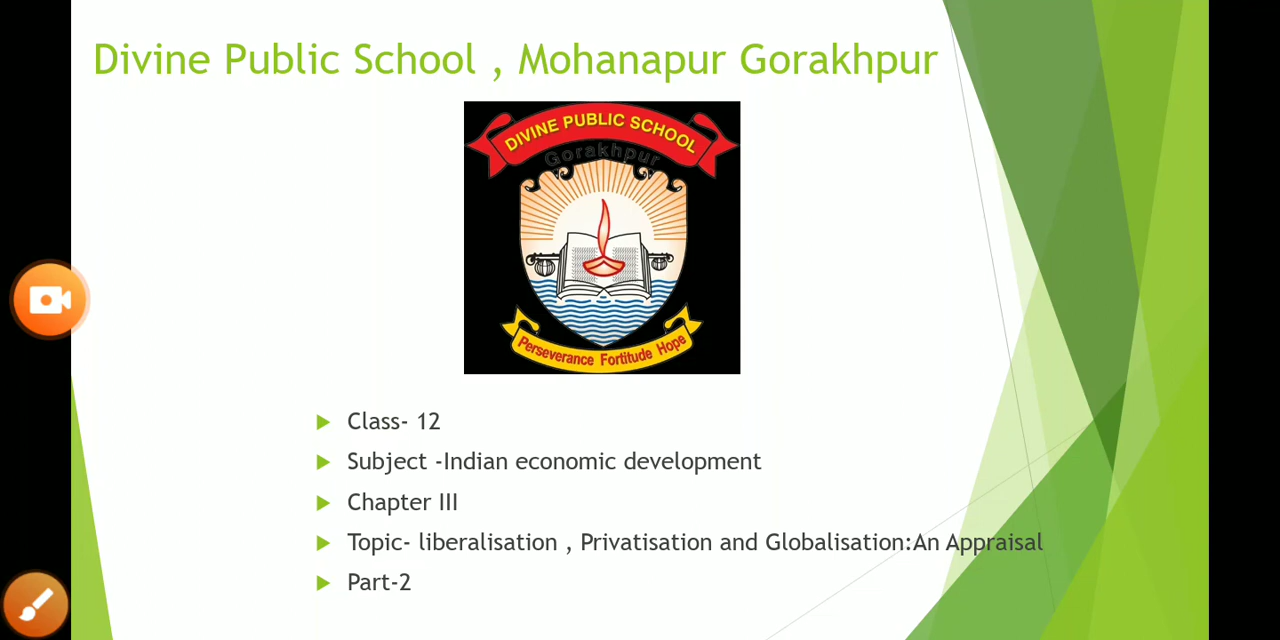 Divine Public School , Mohanapur Gorakhpur
DIVINE PUBLIC SCHOOL
Gorakhpur
Perseverance Fortitude Hope
Class- 12
Subject -Indian economic development
Chapter III
Topic- liberalisation , Privatisation and Globalisation:An Appraisal
Part-2